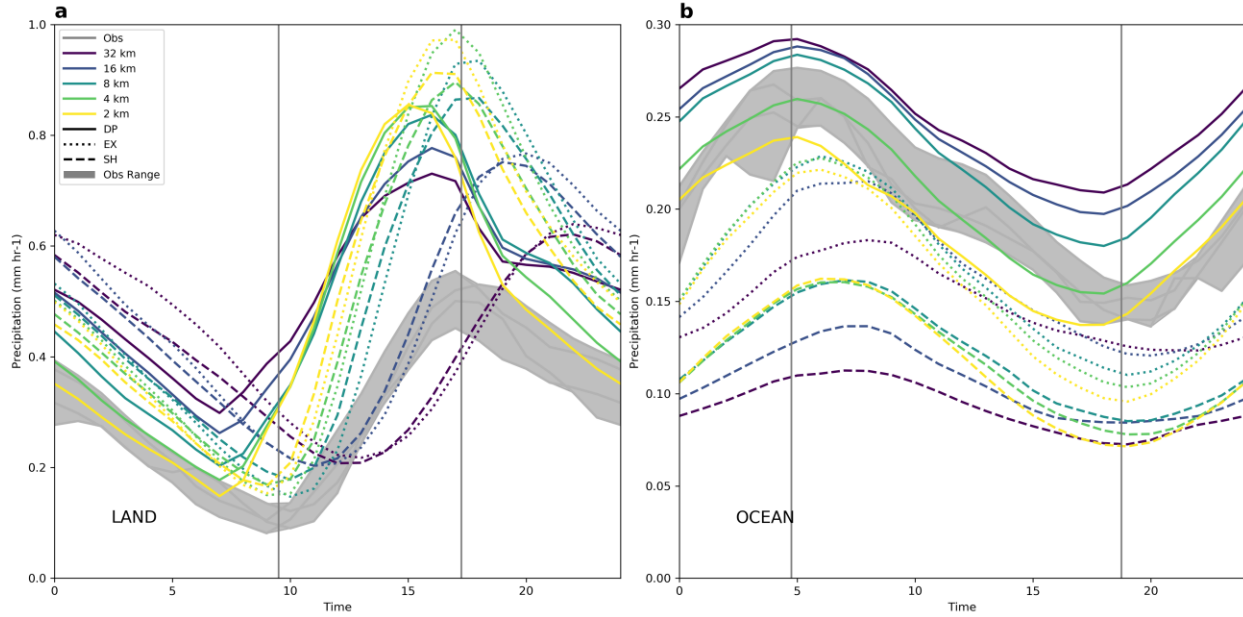 a
Precipitation (mm hr-1)
1.0
0.8
0.6
0.4
0.2
0.0
Obs
32 km
16 km
8 km
4 km
2 km
DP
EX
SH
Obs Range
LAND
0
5
10
15
20
Time
b
Precipitation (mm hr-1)
0.30
0.25
0.20
0.15
0.10
0.05
0.00
OCEAN
0
5
10
15
20
Time